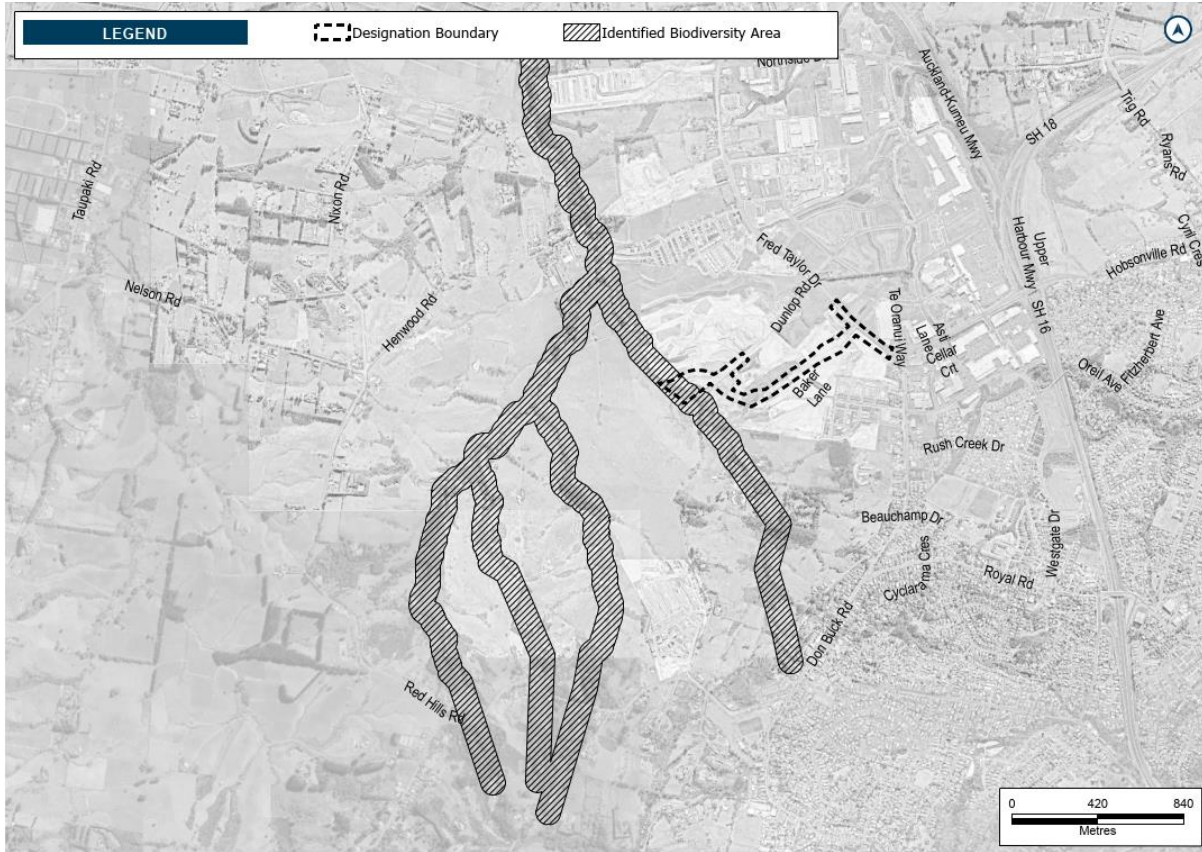 LEGEND
Designation Boundary
Identified Biodiversity Area
Auckland-Kumeu Mwy
Trig Rd
SH 18
Ryans Rd
Taupaki Rd
Nixon Rd
Cyril Cres
Upper
Harbour Mwy
Hobsonville Rd
Fred Taylor Dr
Nelson Rd
Dunlop Rd
Te Oranui Way
SH 16
Henwood Rd
Asti
Lane
Cellar
Crt
Fitzherbert Ave
Oreil Ave
Baker
Lane
Rush Creek Dr
Beauchamp Dr
Westgate Dr
Cyclarama Cres
Royal Rd
Don Buck Rd
Red Hills Rd
0 420 840
Metres